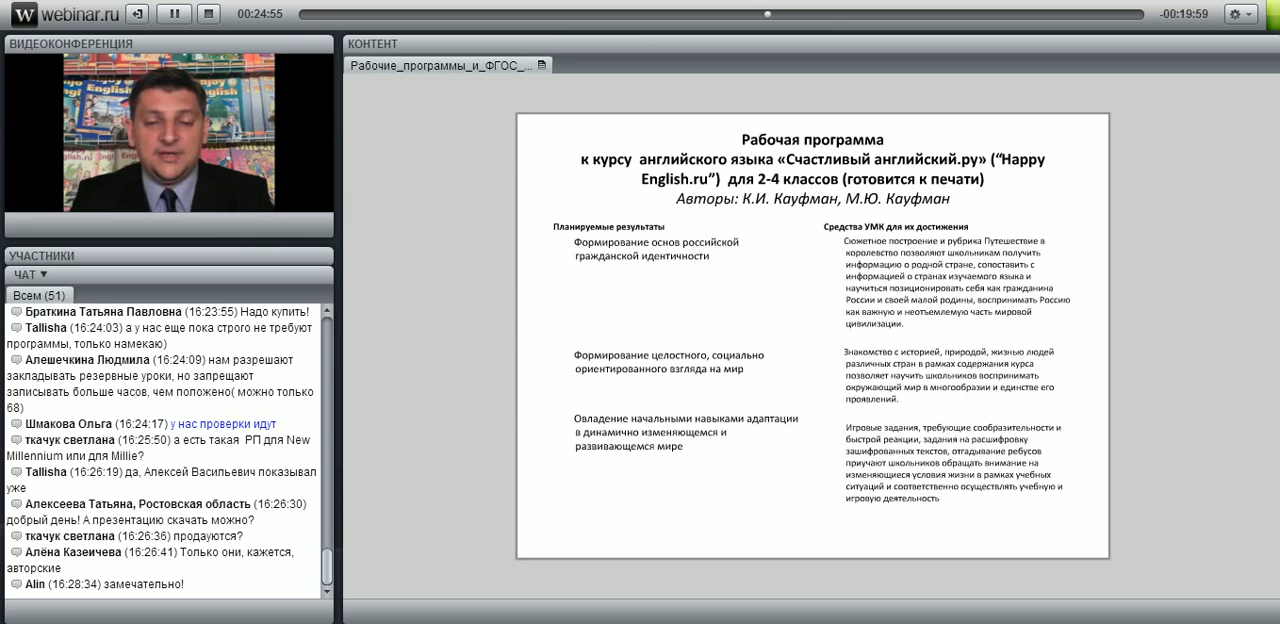 W webinar.ru
00:24:55
-00:19:59
ВИДЕОКОНФЕРЕНЦИЯ
Enjoy
English
Enjoy
English
УЧАСТНИКИ
ЧАТ
Всем (51)
Браткина Татьяна Павловна (16:23:55) Надо купить!
Tallisha (16:24:03) а у нас еще пока строго не требуют
программы, только намекаю)
Алешечкина Людмила (16:24:09) нам разрешают
закладывать резервные уроки, но запрещают
записывать больше часов, чем положено( можно только
68)
Шмакова Ольга (16:24:17) у нас проверки идут
ткачук светлана (16:25:50) а есть такая РП для New
Millennium или для Millie?
Tallisha (16:26:19) да, Алексей Васильевич показывал
уже
Алексеева Татьяна, Ростовская область (16:26:30)
добрый день! А презентацию скачать можно?
ткачук светлана (16:26:36) продаются?
Алёна Казеичева (16:26:41) Только они, кажется,
авторские
Alin (16:28:34) замечательно!
КОНТЕНТ
Рабочие_программы_и_ФГОС_...
Рабочая программа
к курсу английского языка «Счастливый английский.ру» (“Happy
English.ru”) для 2-4 классов (готовится к печати)
Авторы: К.И. Кауфман, М.Ю. Кауфман
Планируемые результаты
Формирование основ российской
гражданской идентичности
Формирование целостного, социально
ориентированного взгляда на мир
Овладение начальными навыками адаптации
в динамично изменяющемся и
развивающемся мире
Средства УМК для их достижения
Сюжетное построение и рубрика Путешествие в
королевство позволяют школьникам получить
информацию о родной стране, сопоставить с
информацией о странах изучаемого языка и
научиться позиционировать себя как гражданина
России и своей малой родины, воспринимать Россию
как важную и неотъемлемую часть мировой
цивилизации.
Знакомство с историей, природой, жизнью людей
различных стран в рамках содержания курса
позволяет научить школьников воспринимать
окружающий мир в многообразии и единстве его
проявлений.
Игровые задания, требующие сообразительности и
быстрой реакции, задания на расшифровку
зашифрованных текстов, отгадывание ребусов
приучают школьников обращать внимание на
изменяющиеся условия жизни в рамках учебных
ситуаций и соответственно осуществлять учебную и
игровую деятельность